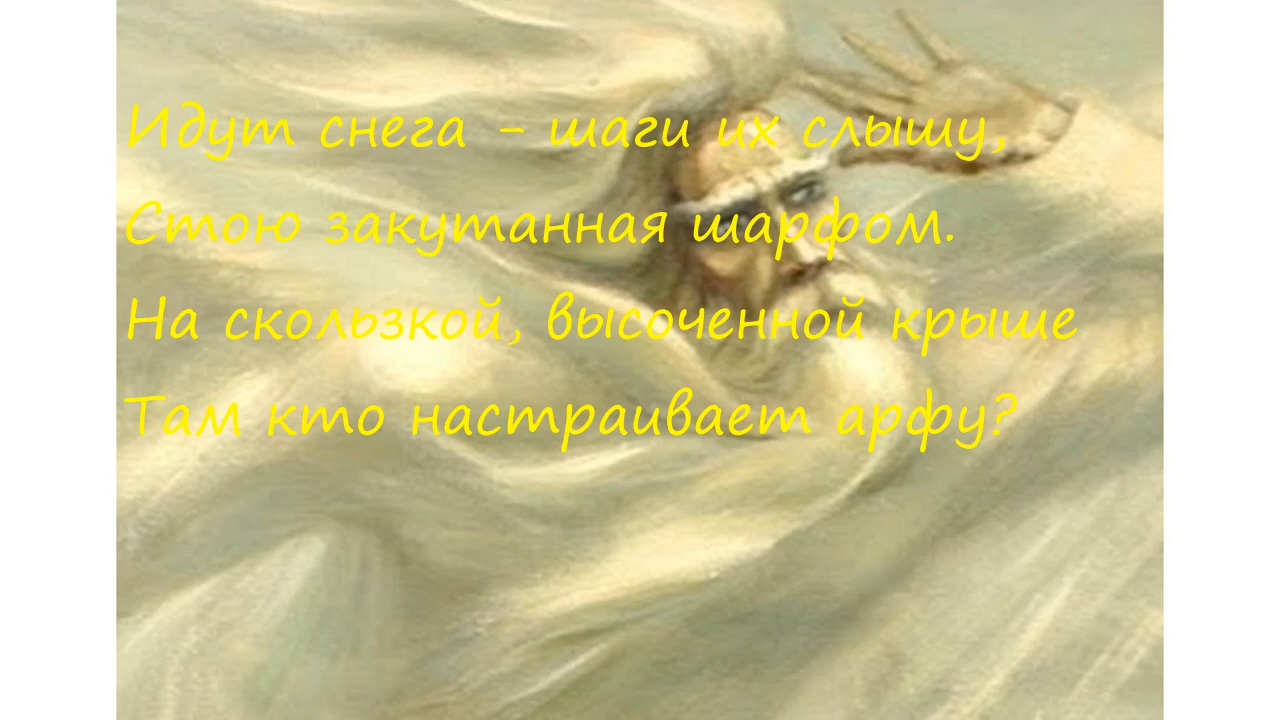 Идут снега - шаги их слышу,
Стою закутанная шарфом.
На скользкой, высоченной крыше
Там кто настраивает арфу?